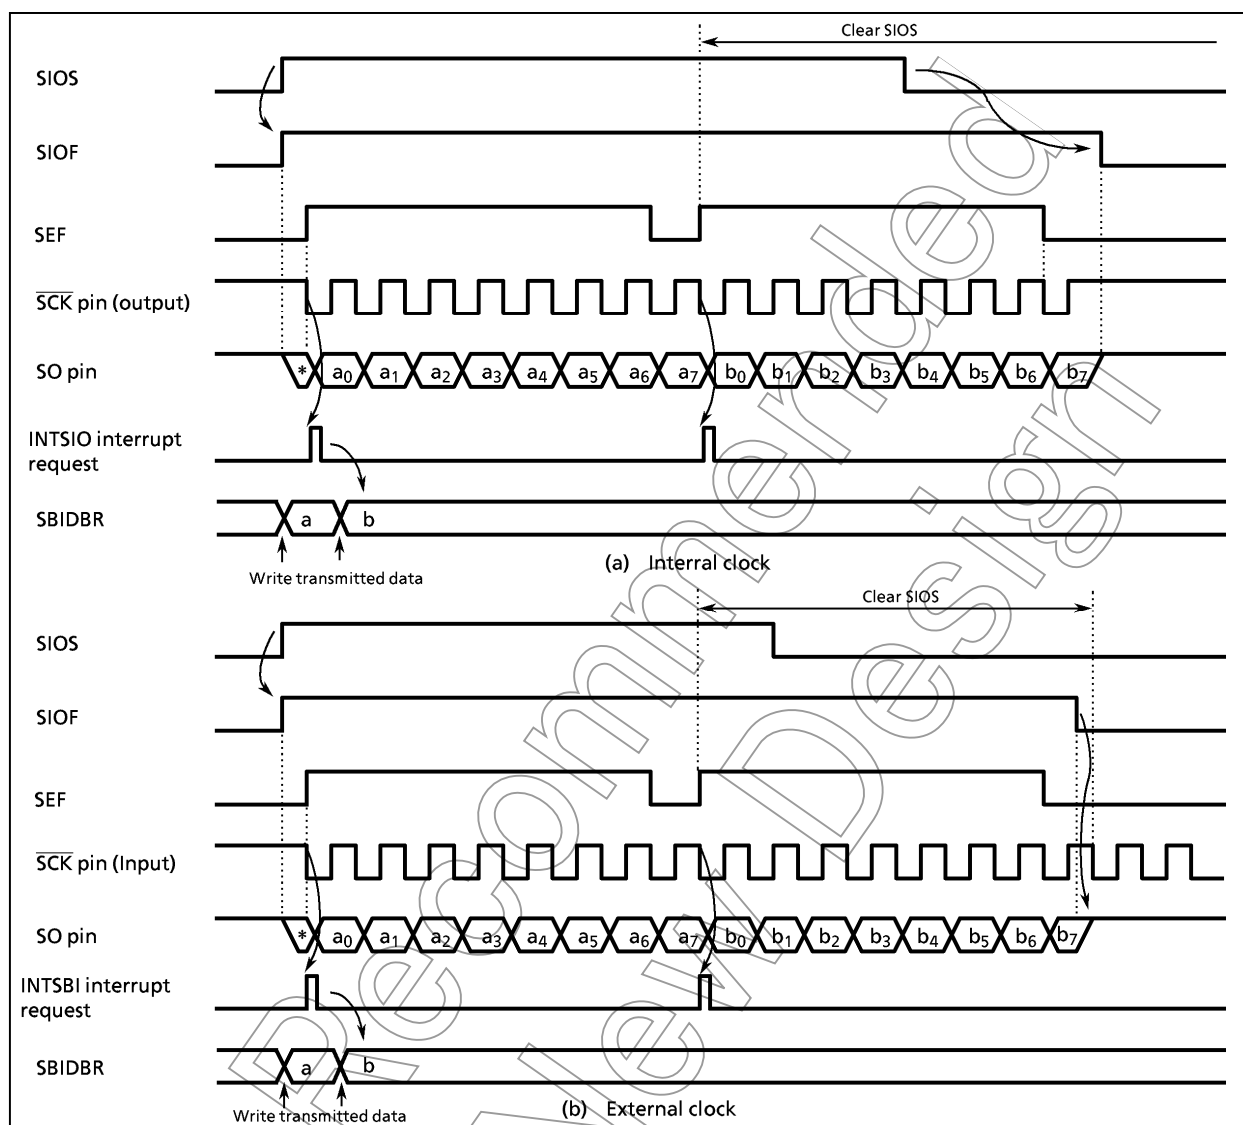 Clear SIOS
SIOS
SIOF
SEF
SCK pin (output)
SO pin
* a0 a1 a2 a3 a4 a5 a6 a7 b0 b1 b2 b3 b4 b5 b6 b7
INTSIO interrupt
request
SBIDBR
a b
Write transmitted data
(a) Interral clock
Clear SIOS
SIOS
SIOF
SEF
SCK pin (Input)
SO pin
* a0 a1 a2 a3 a4 a5 a6 a7 b0 b1 b2 b3 b4 b5 b6 b7
INTSBI interrupt
request
SBIDBR
a b
Write transmitted data
(b) External clock
Recommended
New Design